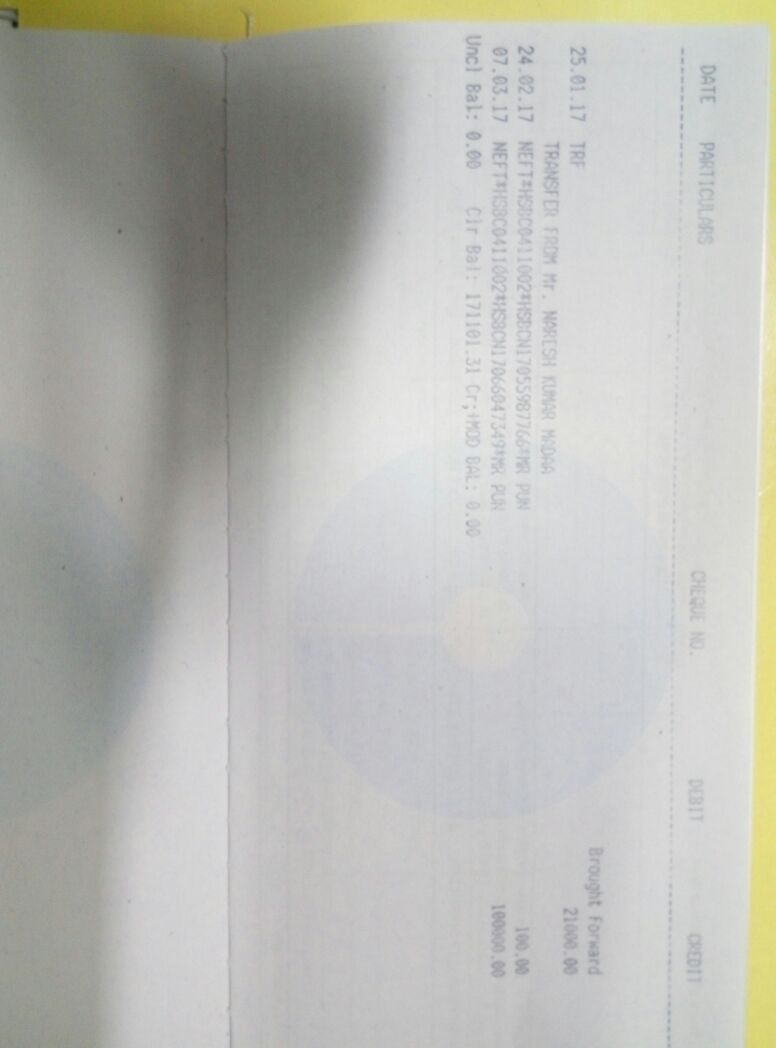 DATE PARTICULARS CHEQUE NO. DEBIT CREDIT
Brought Forward
25.01.17 TRF 21000.00
TRANSFER FROM Mr. NARESH KUMAR MADAA
24.02.17 NEFT*HSBC0411002*HSBCN17055987766*MR PUN 100.00
07.03.17 NEFT*HSBC0411002*HSBCN17066047349*MR PUN 100000.00
Uncl Bal: 0.00 Clr Bal: 171101.31 Cr;+MOD BAL: 0.00